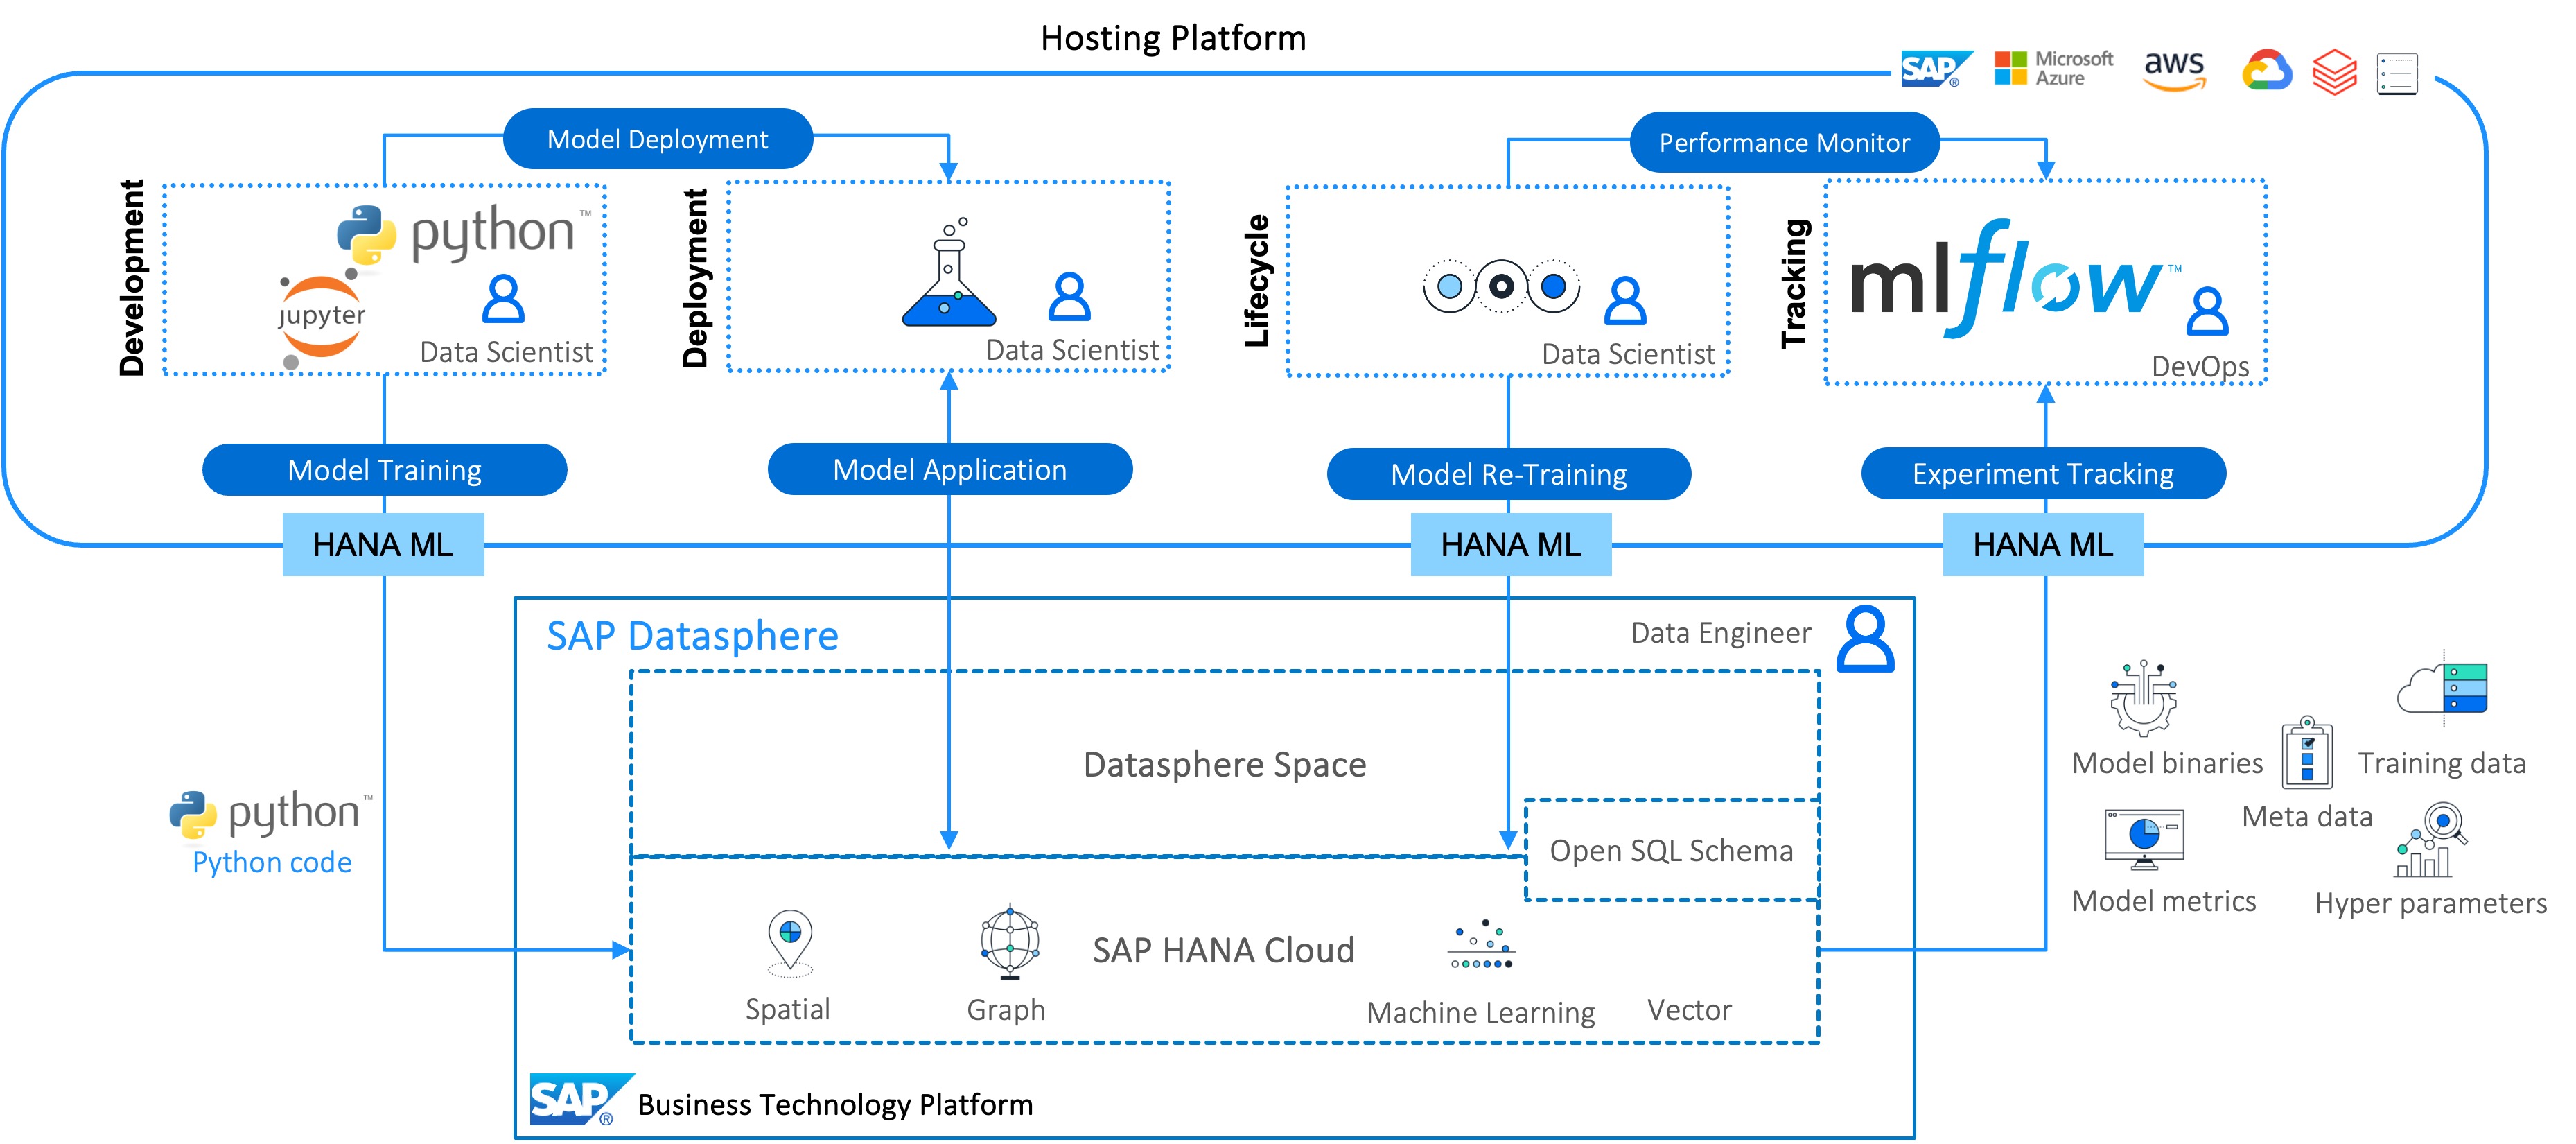 Hosting Platform
SAP®
Microsoft
Azure
aws
Model Deployment
Performance Monitor
Development
python™
jupyter
Data Scientist
Deployment
Data Scientist
Lifecycle
Data Scientist
Tracking
mlflow™
DevOps
Model Training
Model Application
Model Re-Training
Experiment Tracking
HANA ML
HANA ML
HANA ML
SAP Datasphere
Data Engineer
Datasphere Space
Open SQL Schema
python™
Python code
SAP HANA Cloud
Spatial
Graph
Machine Learning
Vector
Model binaries
Training data
Meta data
Model metrics
Hyper parameters
SAP®
Business Technology Platform